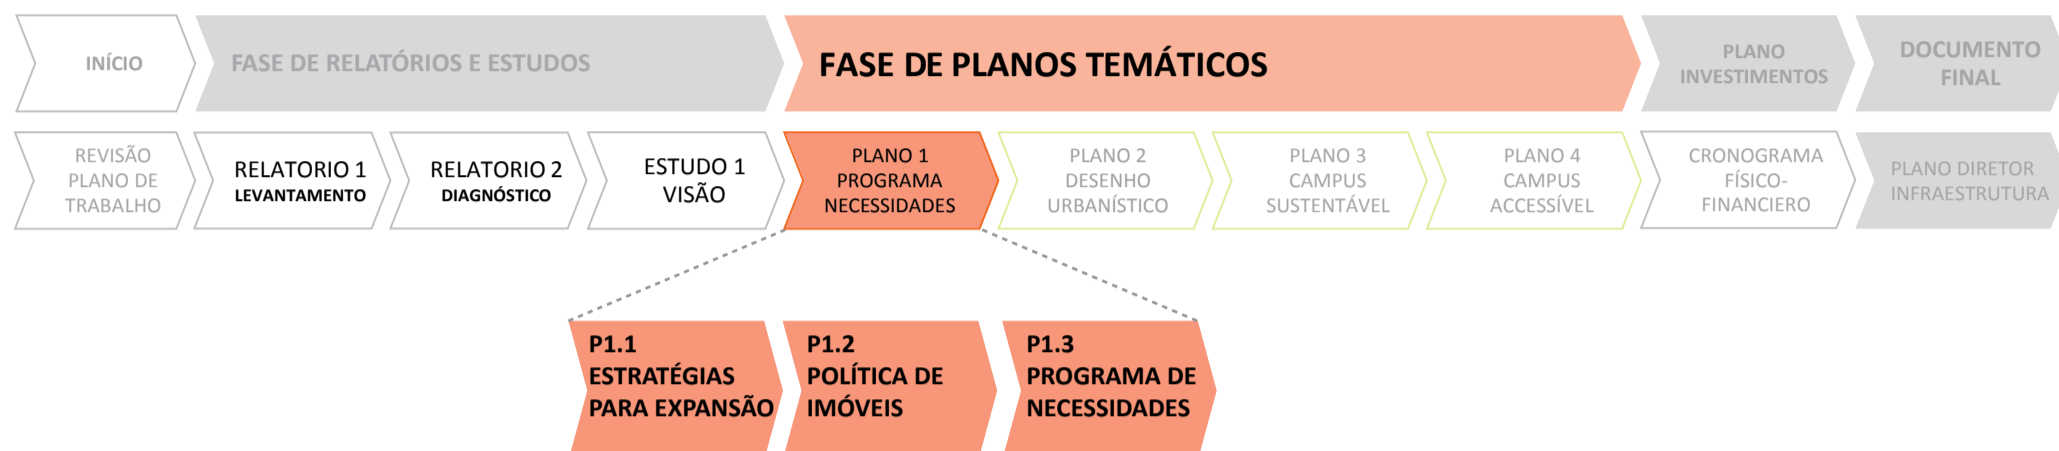 INÍCIO
FASE DE RELATÓRIOS E ESTUDOS
FASE DE PLANOS TEMÁTICOS
PLANO
INVESTIMENTOS
DOCUMENTO
FINAL
REVISÃO
PLANO DE
TRABALHO
RELATORIO 1
LEVANTAMENTO
RELATORIO 2
DIAGNÓSTICO
ESTUDO 1
VISÃO
PLANO 1
PROGRAMA
NECESSIDADES
PLANO 2
DESENHO
URBANÍSTICO
PLANO 3
CAMPUS
SUSTENTÁVEL
PLANO 4
CAMPUS
ACCESSÍVEL
CRONOGRAMA
FÍSICO-
FINANCIERO
PLANO DIRETOR
INFRAESTRUTURA
P1.1
ESTRATÉGIAS
PARA EXPANSÃO
P1.2
POLÍTICA DE
IMÓVEIS
P1.3
PROGRAMA DE
NECESSIDADES